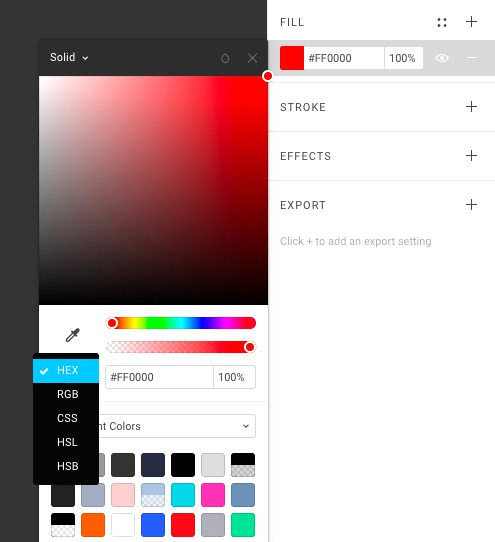 FILL
Solid
#FF0000 100%
STROKE
EFFECTS
EXPORT
Click + to add an export setting
HEX
RGB
CSS
HSL
HSB
#FF0000 100%
nt Colors